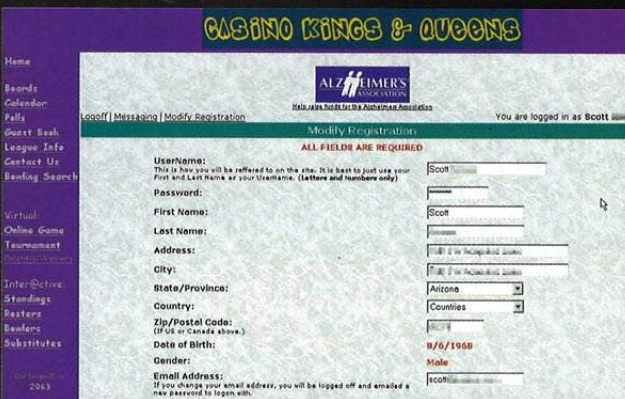 CASINO KINGS & QUEENS
Home
Boards
Calendar
Polls
Guest Book
League Info
Contact Us
Bowling Search
Virtual:
Online Game
Tournament
Inter@ctive:
Standings
Rosters
Bowlers
Substitutes
2063
ALZHEIMER'S
ASSOCIATION
Help raise funds for the Alzheimers Association
Logoff | Messaging | Modify Registration
You are logged in as Scott
Modify Registration
ALL FIELDS ARE REQUIRED
UserName:
This is how you will be reffered to on the site. It is best to just use your
First and Last Name as your UserName. (Letters and Numbers only)
Scott
Password:
*******
First Name:
Scott
Last Name:
Address:
City:
State/Province:
Arizona
Country:
Countries
Zip/Postal Code:
(If US or Canada above.)
Date of Birth:
8/6/1968
Gender:
Male
Email Address:
If you change your email address, you will be logged off and emailed a
new password to logon with.
scott